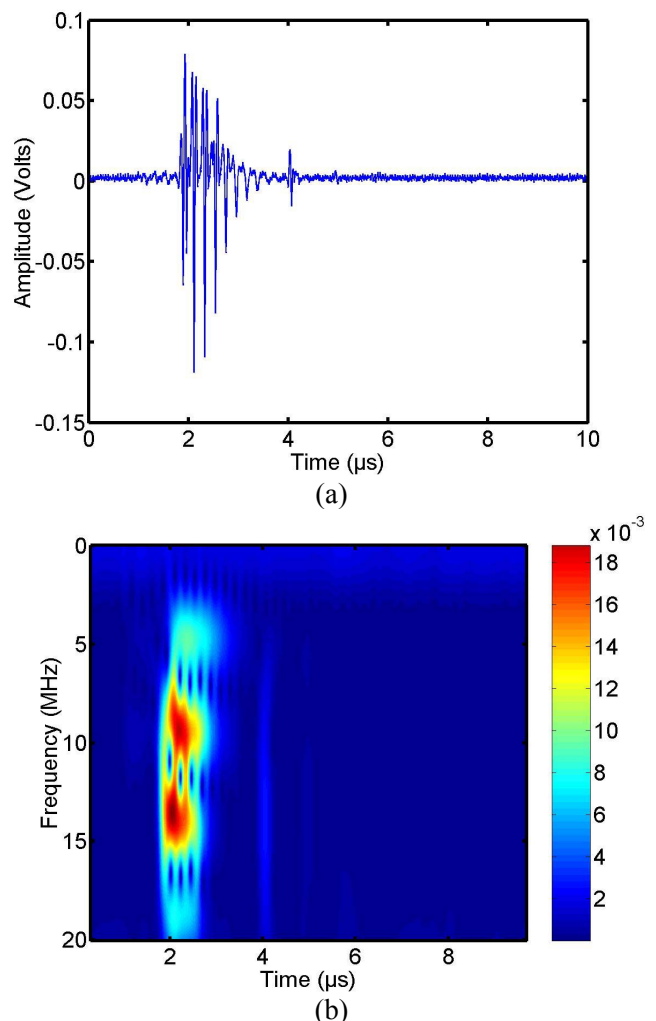 0.1
0.05
0
-0.05
-0.1
-0.15
Amplitude (Volts)
0 2 4 6 8 10
Time (µs)
(a)
x 10-3
0
5
10
15
20
Frequency (MHz)
2 4 6 8
Time (µs)
18
16
14
12
10
8
6
4
2
(b)